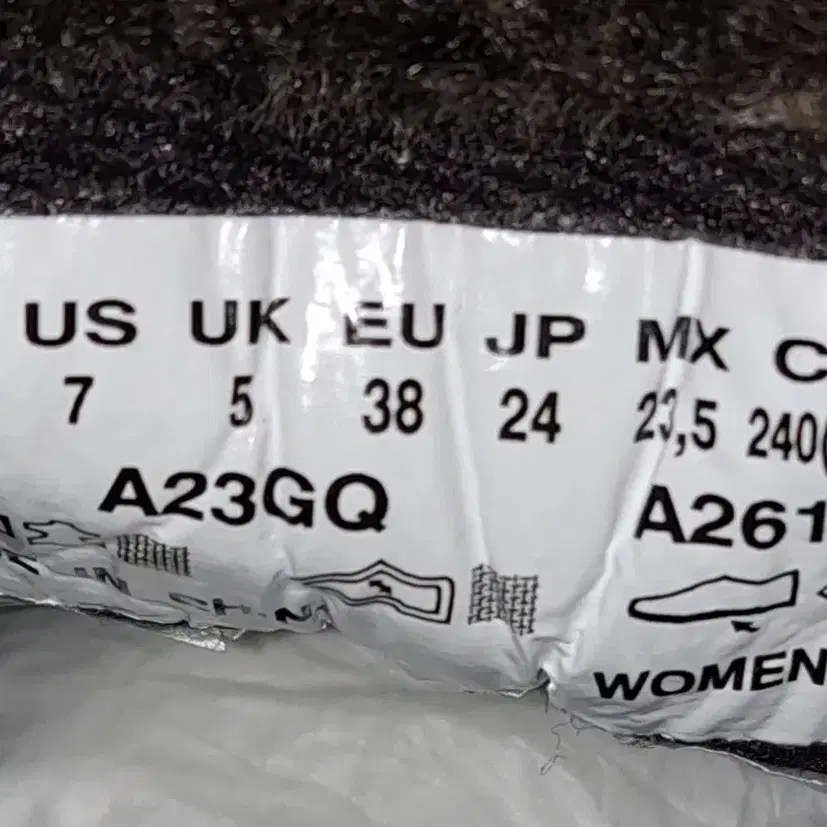 US UK EU JP MX C
7 5 38 24 23,5 240(
A23GQ A261
WOMEN